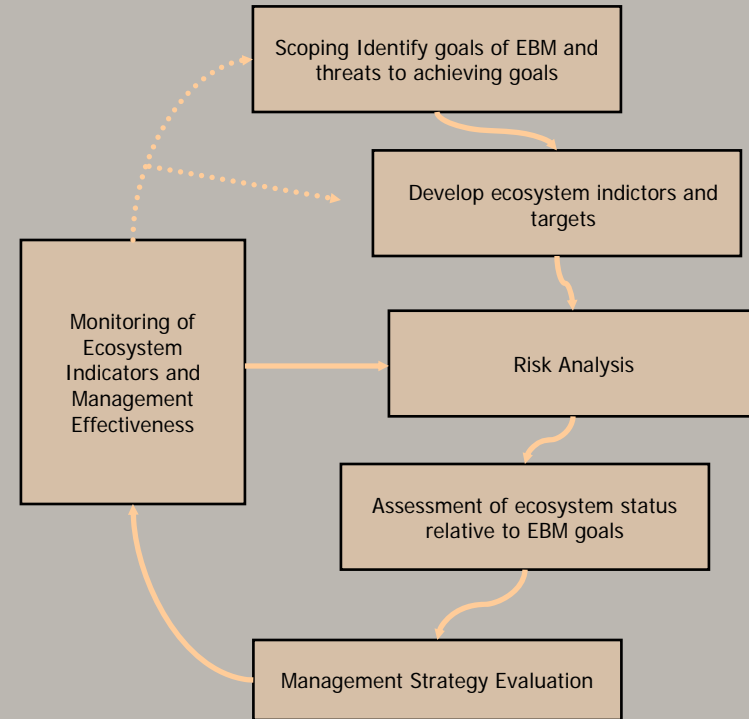 Scoping Identify goals of EBM and
threats to achieving goals
Develop ecosystem indictors and
targets
Monitoring of
Ecosystem
Indicators and
Management
Effectiveness
Risk Analysis
Assessment of ecosystem status
relative to EBM goals
Management Strategy Evaluation